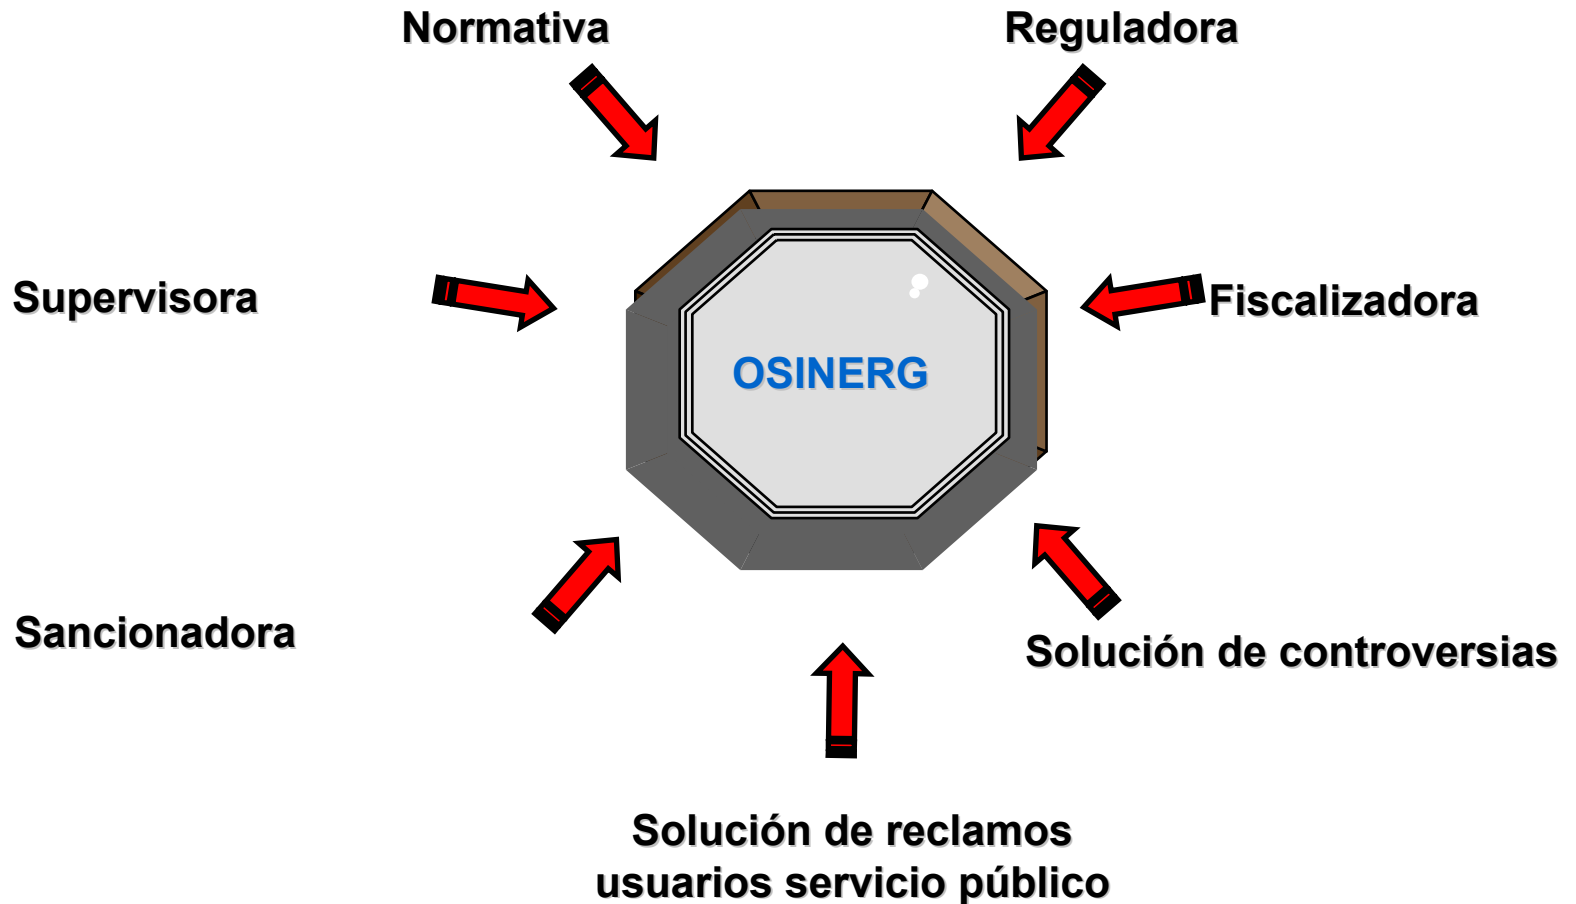 Normativa
Reguladora
Supervisora
Fiscalizadora
OSINERG
Sancionadora
Solución de controversias
Solución de reclamos
usuarios servicio público